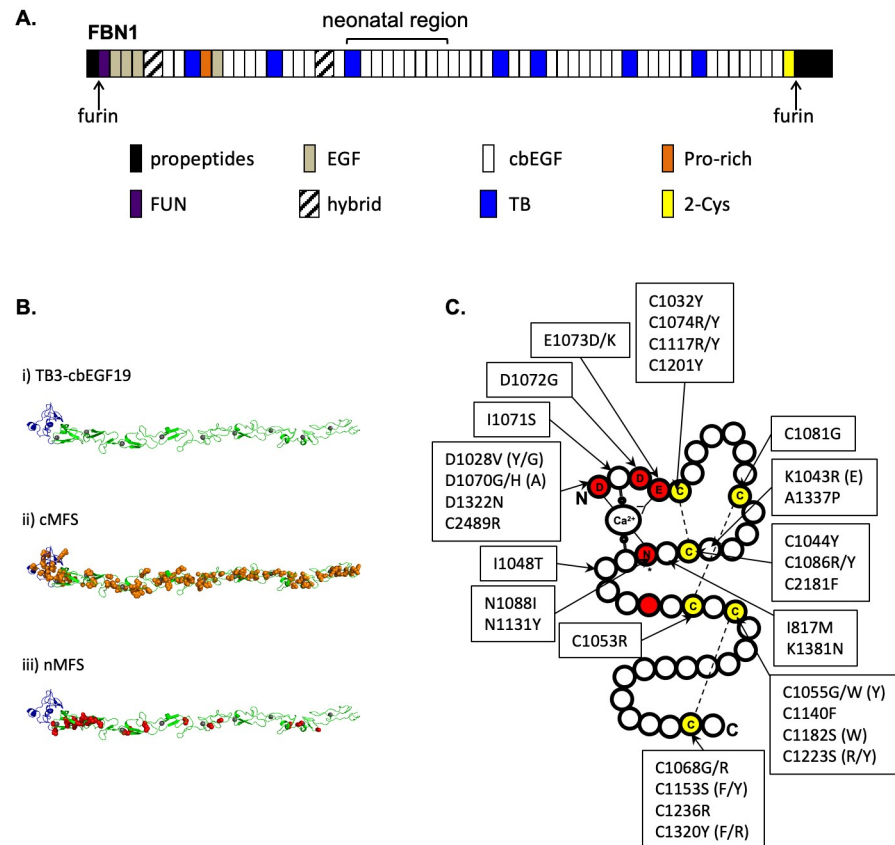 A.
neonatal region
FBN1
furin
furin
propeptides
EGF
cbEGF
Pro-rich
FUN
hybrid
TB
2-Cys
B.
i) TB3-cbEGF19
ii) cMFS
iii) nMFS
C.
C1032Y
C1074R/Y
C1117R/Y
C1201Y
E1073D/K
D1072G
I1071S
D1028V (Y/G)
D1070G/H (A)
D1322N
C2489R
C1081G
K1043R (E)
A1337P
C1044Y
C1086R/Y
C2181F
I1048T
N1088I
N1131Y
C1053R
I817M
K1381N
C1055G/W (Y)
C1140F
C1182S (W)
C1223S (R/Y)
C1068G/R
C1153S (F/Y)
C1236R
C1320Y (F/R)
N
D
D
E
C
C
Ca²⁺
N
C
C
C
C
C